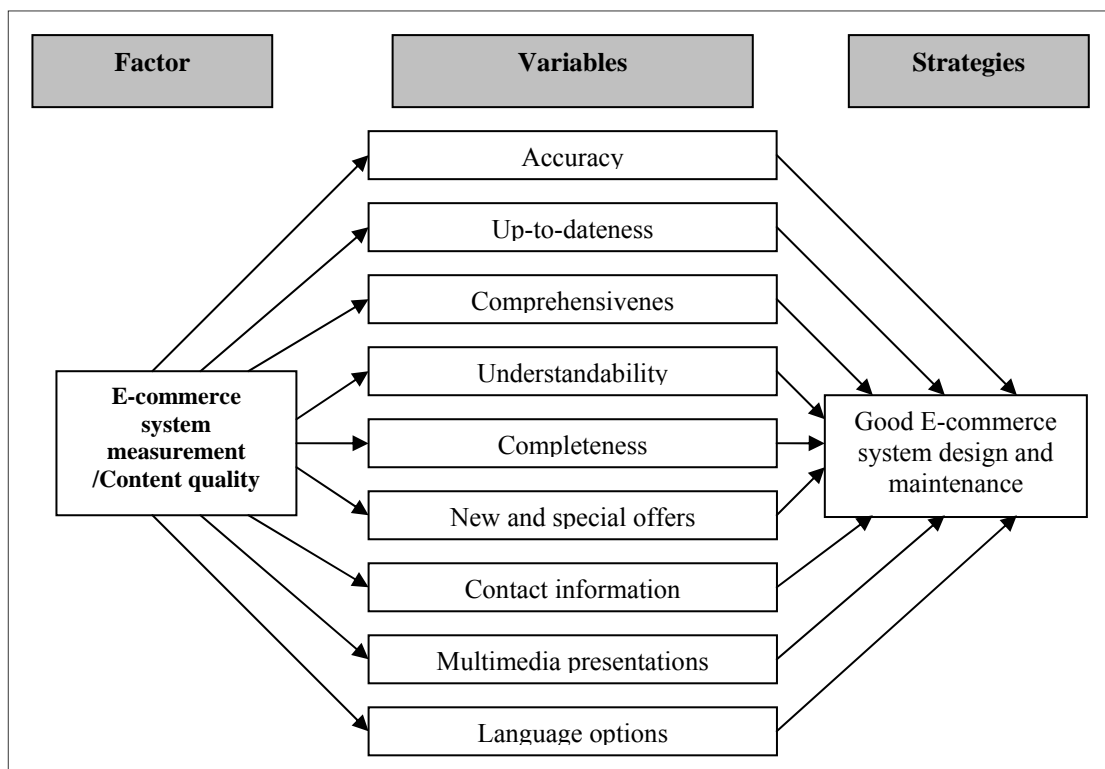 Factor
Variables
Strategies
Accuracy
Up-to-dateness
Comprehensivenes
Understandability
Completeness
New and special offers
Contact information
Multimedia presentations
Language options
E-commerce
system
measurement
/Content quality
Good E-commerce
system design and
maintenance